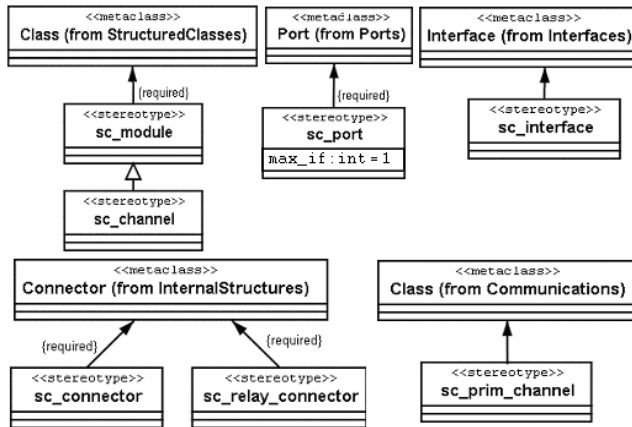 <<metaclass>>
Class (from StructuredClasses)
{required}
<<stereotype>>
sc_module
<<stereotype>>
sc_channel
<<metaclass>>
Port (from Ports)
{required}
<<stereotype>>
sc_port
max_if:int = 1
<<metaclass>>
Interface (from Interfaces)
<<stereotype>>
sc_interface
<<metaclass>>
Connector (from InternalStructures)
{required}
{required}
<<stereotype>>
sc_connector
<<stereotype>>
sc_relay_connector
<<metaclass>>
Class (from Communications)
<<stereotype>>
sc_prim_channel